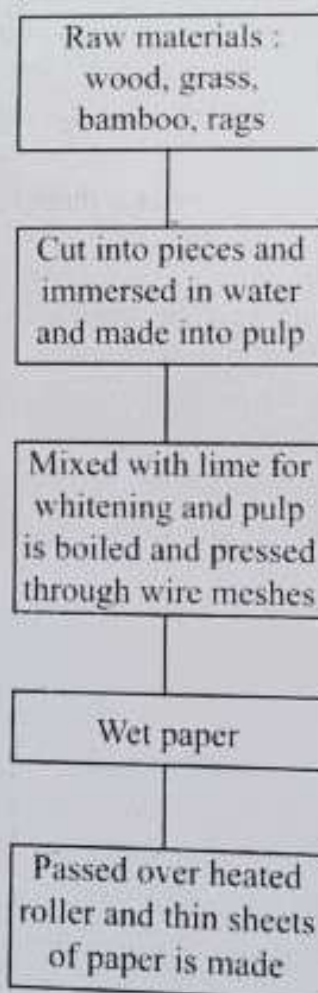 Raw materials :
wood, grass,
bamboo, rags
Cut into pieces and
immersed in water
and made into pulp
Mixed with lime for
whitening and pulp
is boiled and pressed
through wire meshes
Wet paper
Passed over heated
roller and thin sheets
of paper is made